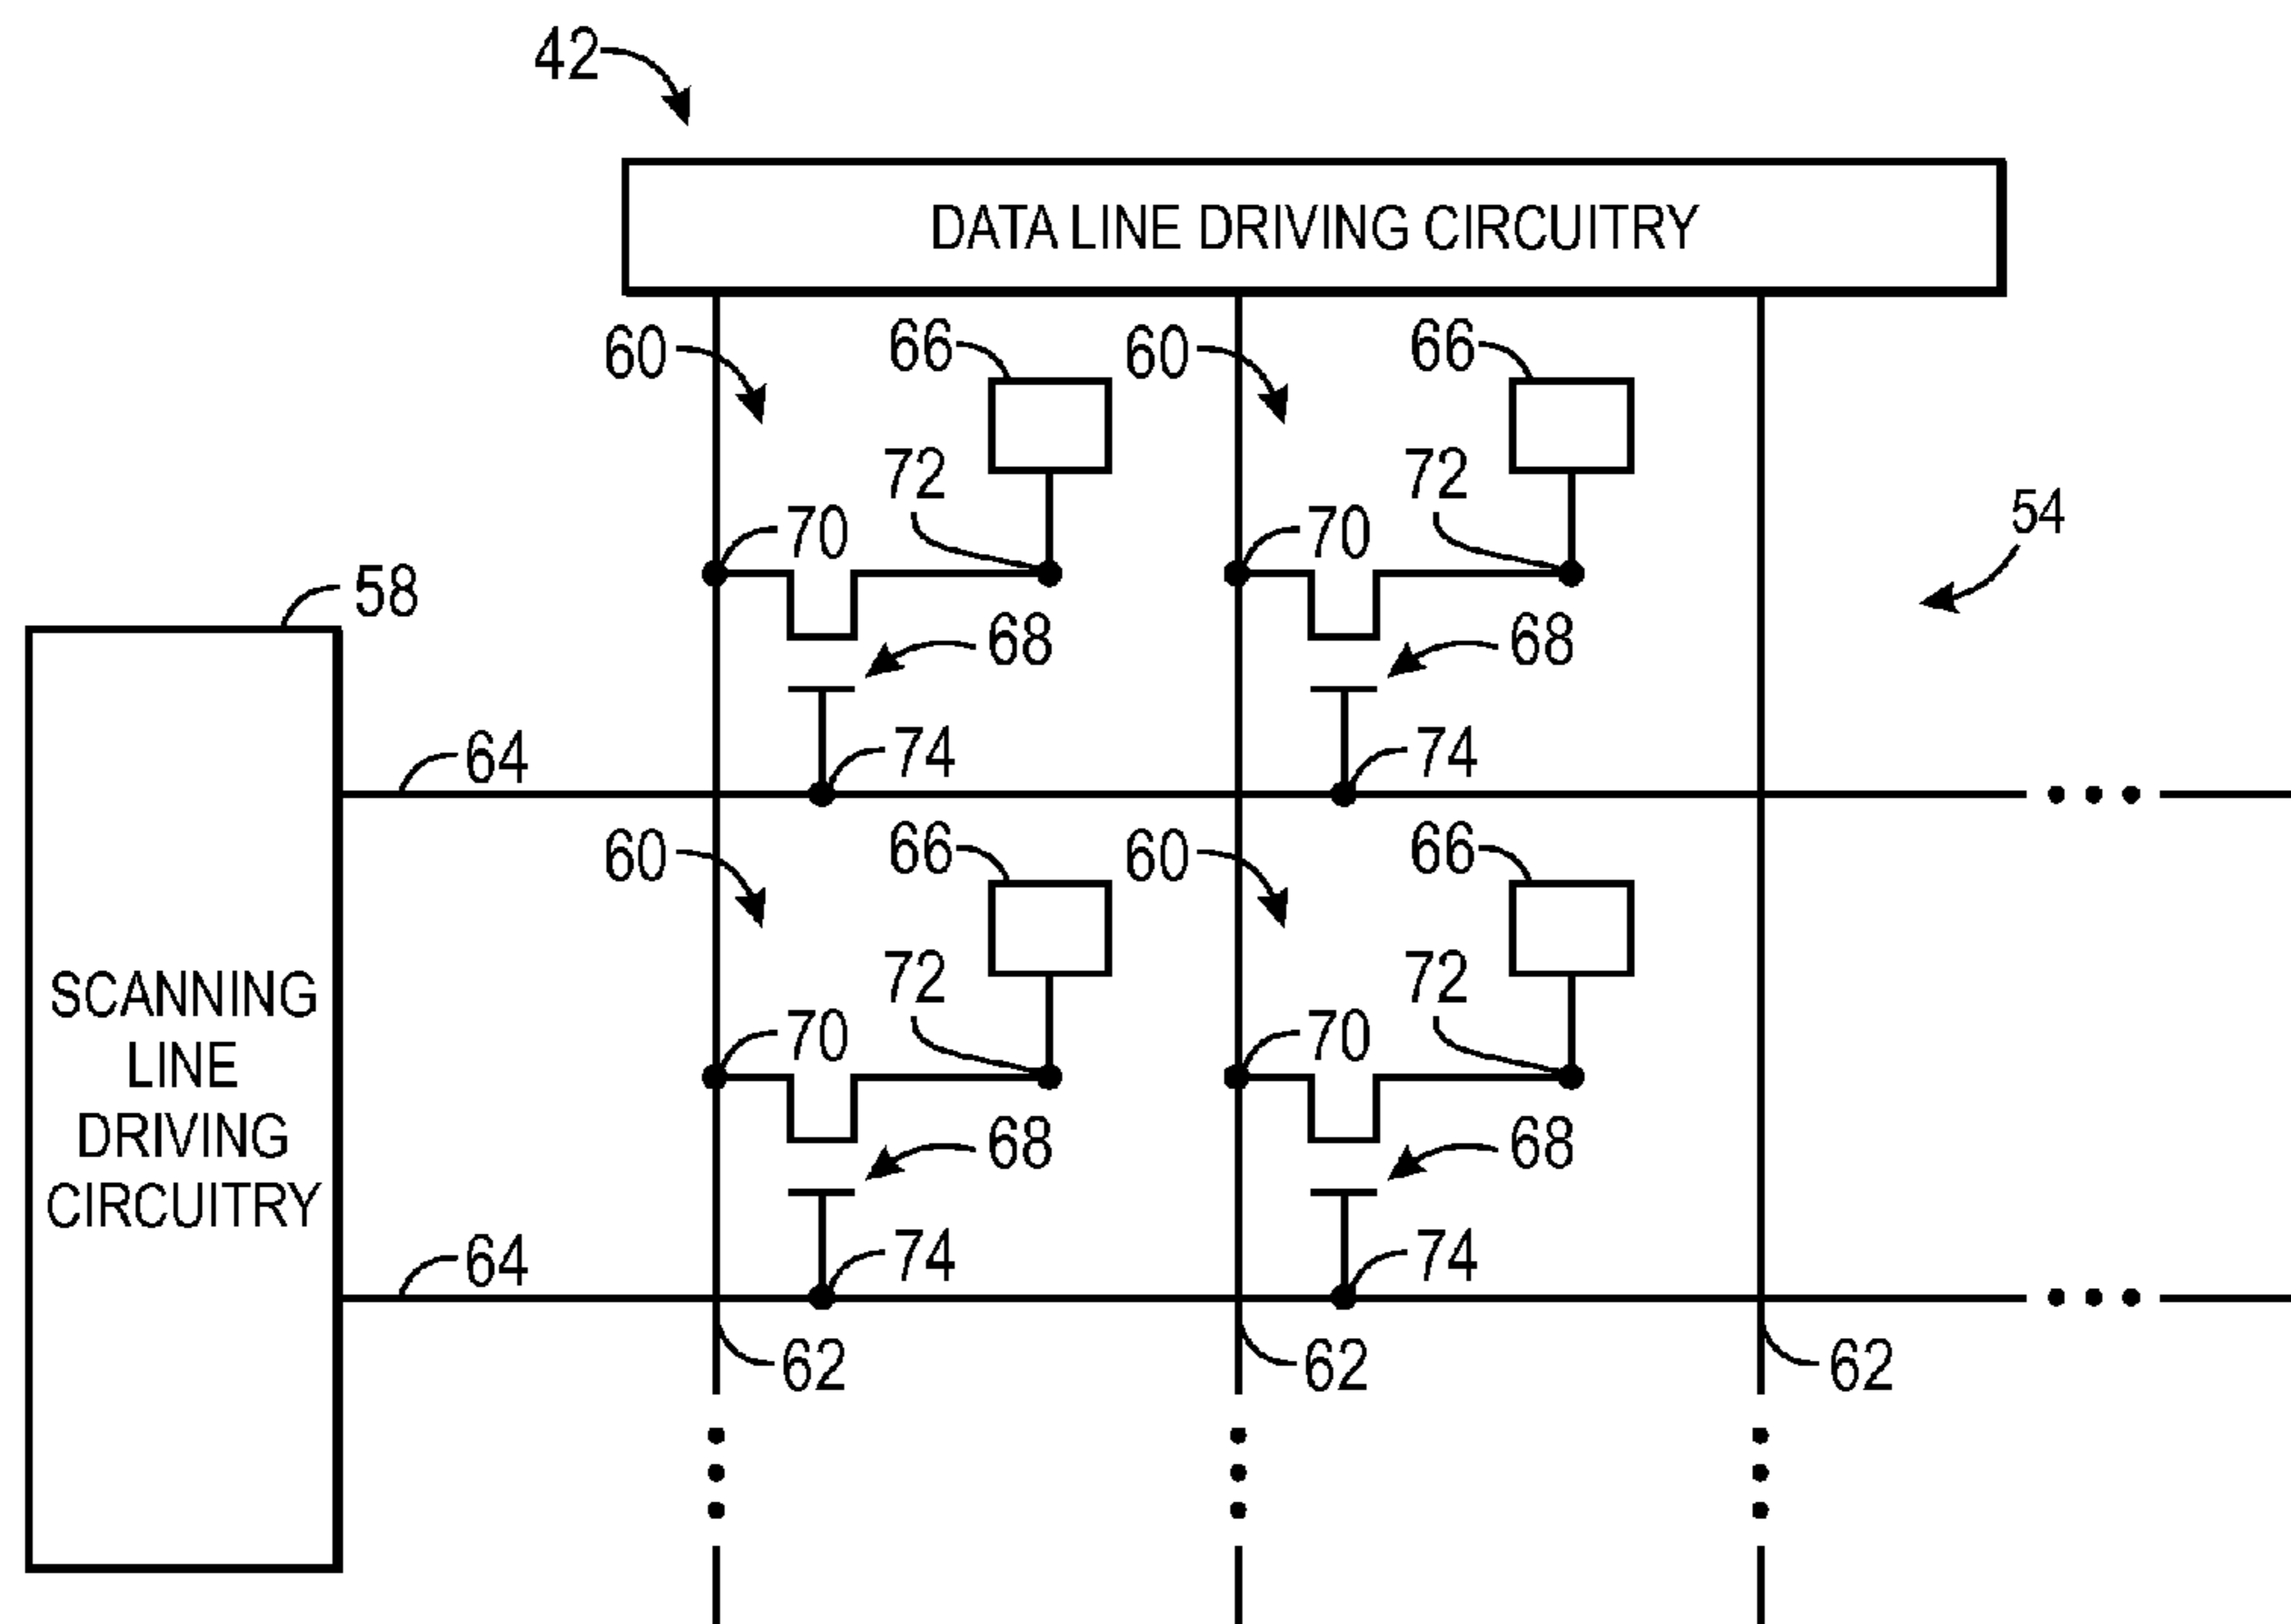 42
DATA LINE DRIVING CIRCUITRY
60 66 60 66
72 72
70 70
54
58
68 68
64 74 74
60 66 60 66
72 72
70 70
SCANNING
LINE
DRIVING
CIRCUITRY
68 68
64 74 74
62 62 62